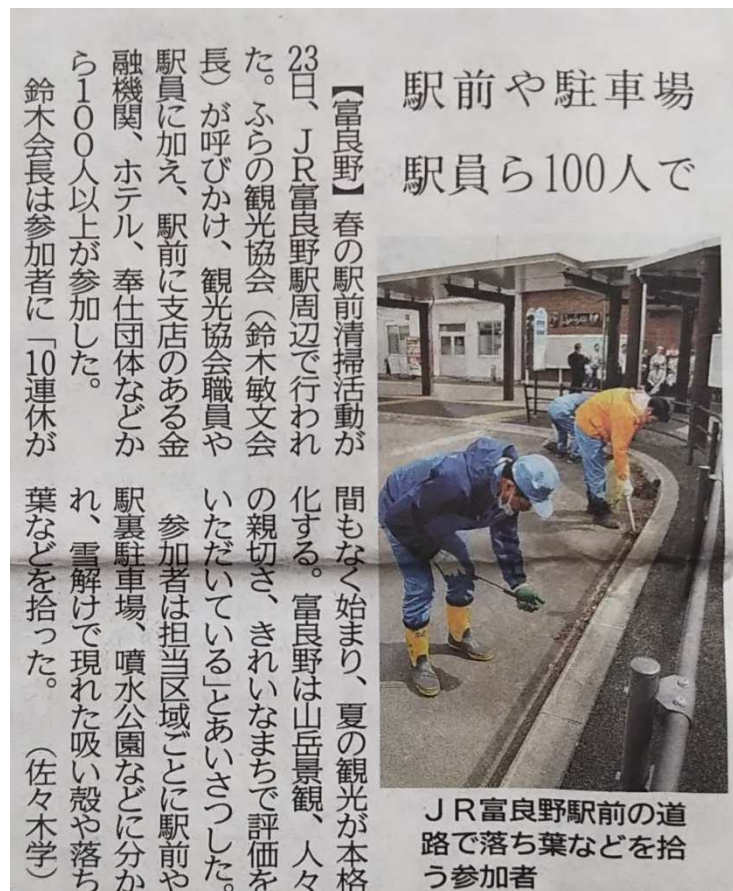 駅前や駐車場
駅員ら100人で
【富良野】春の駅前清掃活動が
23日、JR富良野駅周辺で行われ
た。ふらの観光協会(鈴木敏文会
長)が呼びかけ、観光協会職員や
駅員に加え、駅前に支店のある金
融機関、ホテル、奉仕団体などか
ら100人以上が参加した。
鈴木会長は参加者に「10連休が
間もなく始まり、夏の観光が本格
化する。富良野は山岳景観、人々
の親切さ、きれいなまちで評価を
いただいている」とあいさつした。
参加者は担当区域ごとに駅前や
駅裏駐車場、噴水公園などに分か
れ、雪解けで現れた吸い殻や落ち
葉などを拾った。 (佐々木学)
JR富良野駅前の道
路で落ち葉などを拾
う参加者